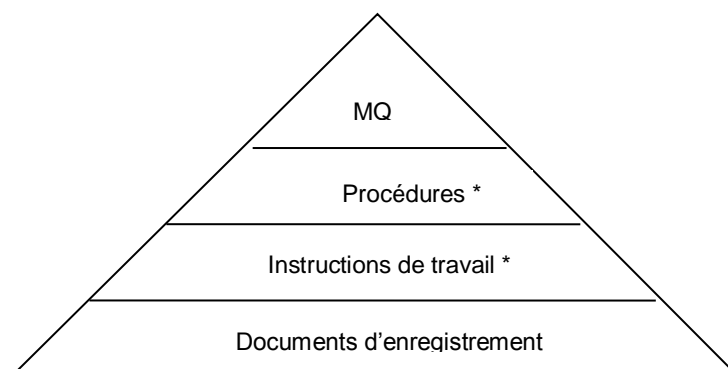 MQ
Procédures *
Instructions de travail *
Documents d’enregistrement